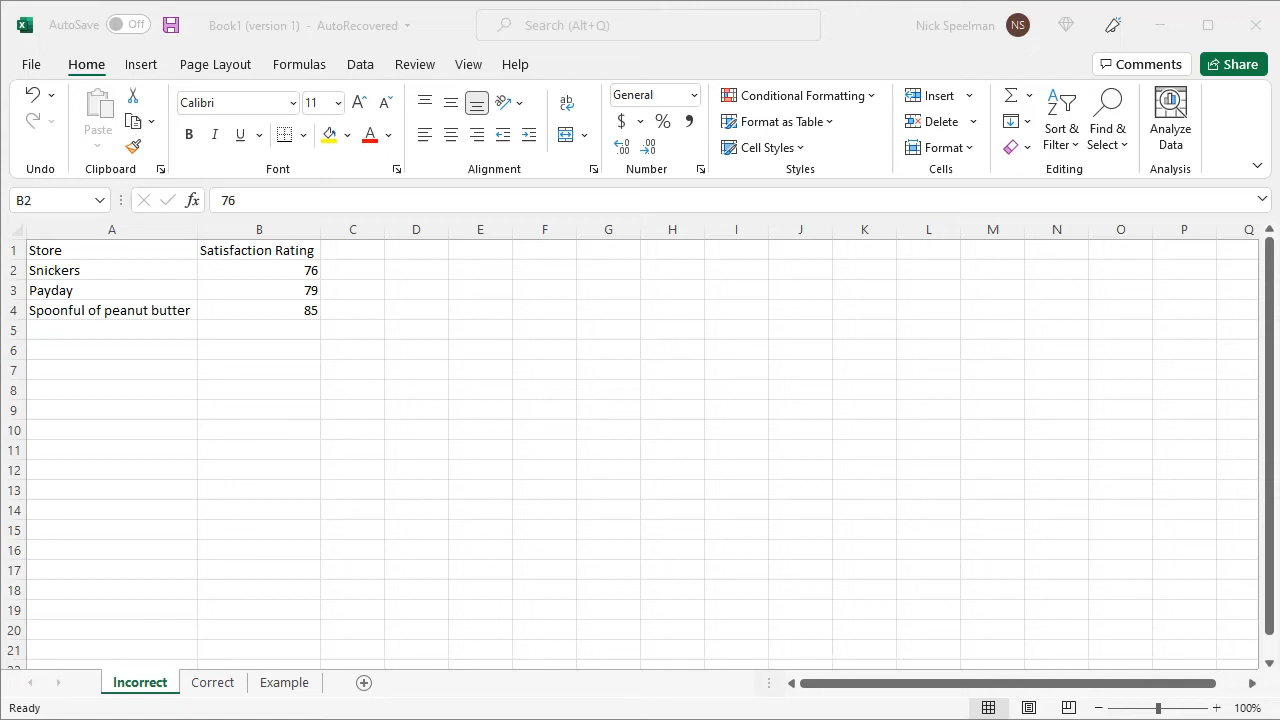 AutoSave Off Book1 (version 1) - AutoRecovered Search (Alt+Q) Nick Speelman NS
File Home Insert Page Layout Formulas Data Review View Help Comments Share
Paste Calibri 11 General Conditional Formatting Insert
$ % Format as Table Delete Sort & Filter Find & Select Analyze Data
B I U A Cell Styles Format
Undo Clipboard Font Alignment Number Styles Cells Editing Analysis
B2 fx 76
A B C D E F G H I J K L M N O P Q
1 Store Satisfaction Rating
2 Snickers 76
3 Payday 79
4 Spoonful of peanut butter 85
5
6
7
8
9
10
11
12
13
14
15
16
17
18
19
20
21
Incorrect Correct Example
Ready 100%